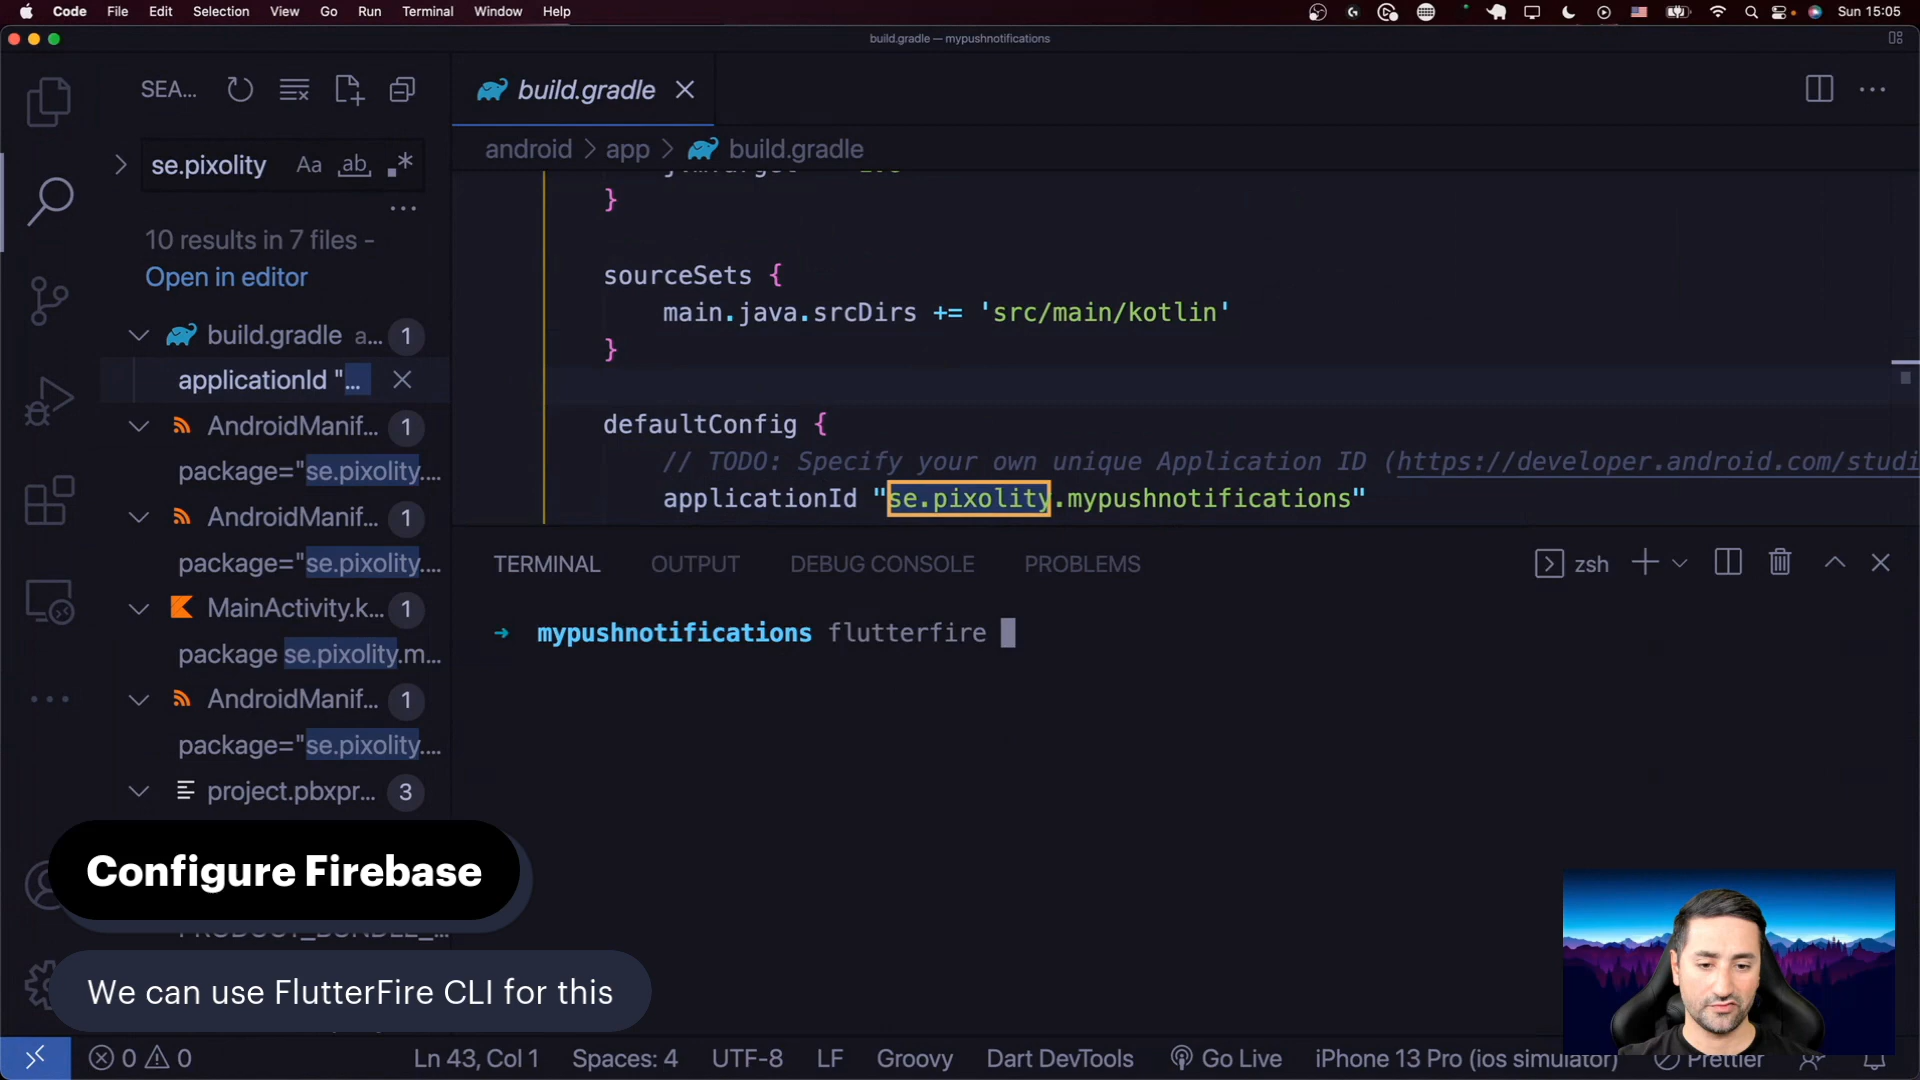 Code File Edit Selection View Go Run Terminal Window Help
Sun 15:05
build.gradle — mypushnotifications
SEA...
build.gradle
android > app > build.gradle
se.pixolity
Aa ab
10 results in 7 files -
Open in editor
build.gradle a... 1
applicationId "...
AndroidManif... 1
package="se.pixolity....
AndroidManif... 1
package="se.pixolity....
MainActivity.k... 1
package se.pixolity.m...
AndroidManif... 1
package="se.pixolity....
project.pbxpr... 3
}
sourceSets {
main.java.srcDirs += 'src/main/kotlin'
}
defaultConfig {
// TODO: Specify your own unique Application ID (https://developer.android.com/studi
applicationId "se.pixolity.mypushnotifications"
TERMINAL OUTPUT DEBUG CONSOLE PROBLEMS
zsh
→ mypushnotifications flutterfire
Configure Firebase
We can use FlutterFire CLI for this
0 0
Ln 43, Col 1 Spaces: 4 UTF-8 LF Groovy Dart DevTools Go Live iPhone 13 Pro (ios simulator) Prettier